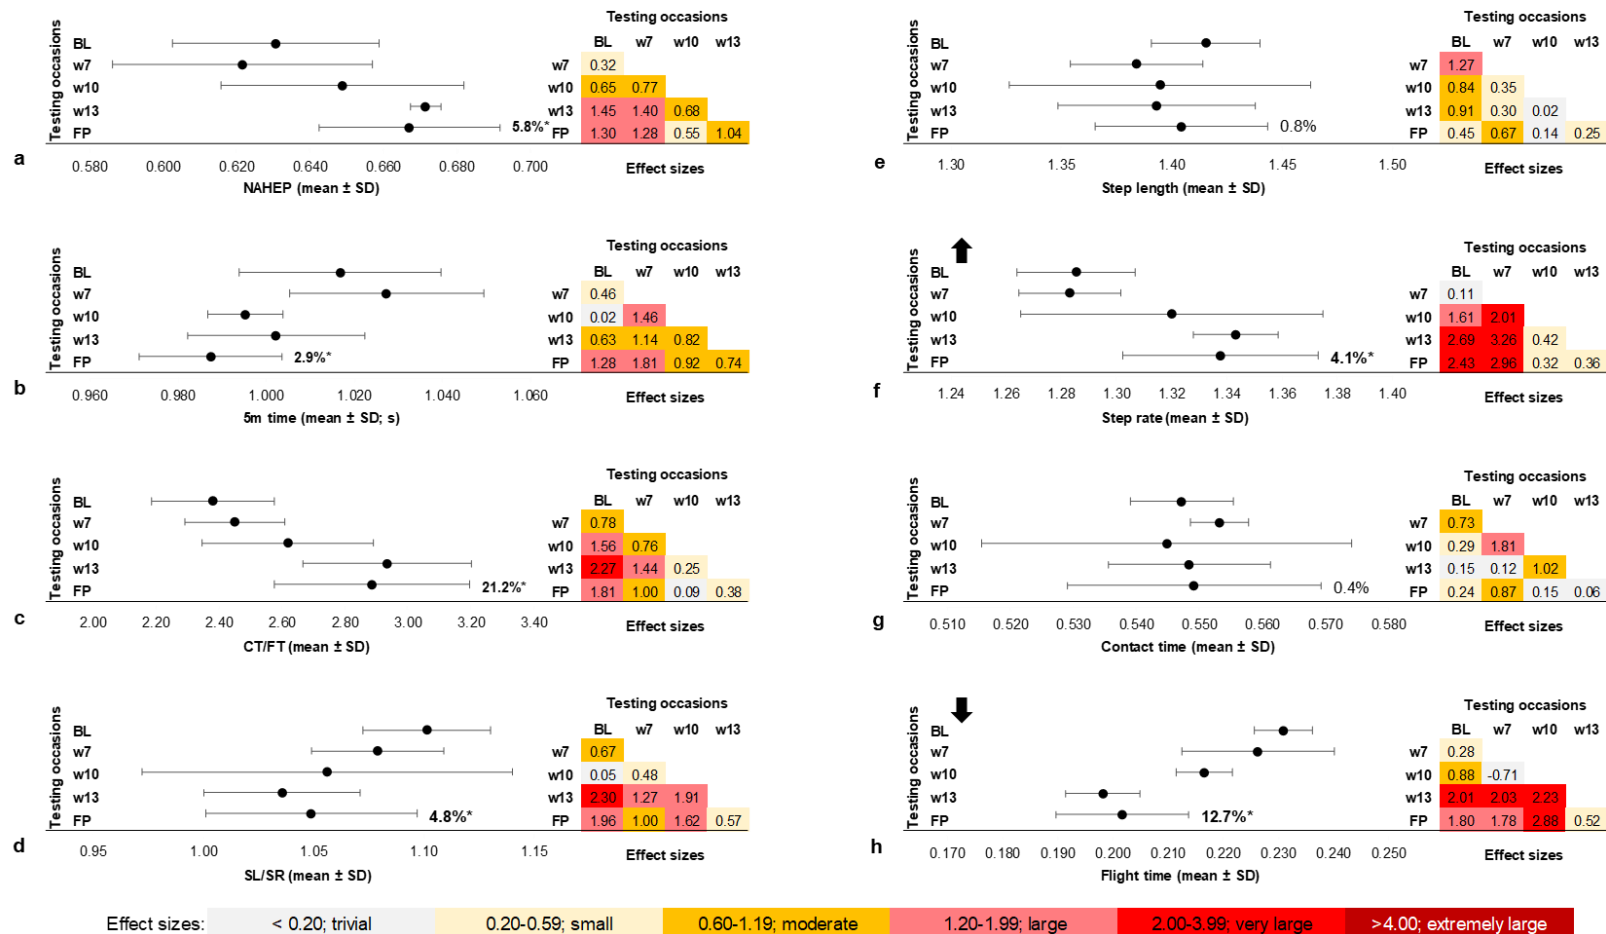 Testing occasions
BL w7 w10 w13
Testing occasions
BL
w7
w10
w13
FP
5.8%*
w7 0.32
w10 0.65 0.77
w13 1.45 1.40 0.68
FP 1.30 1.28 0.55 1.04
a
0.580 0.600 0.620 0.640 0.660 0.680 0.700
NAHEP (mean ± SD)
Effect sizes
Testing occasions
BL w7 w10 w13
Testing occasions
BL
w7
w10
w13
FP
0.8%
w7 1.27
w10 0.84 0.35
w13 0.91 0.30 0.02
FP 0.45 0.67 0.14 0.25
e
1.30 1.35 1.40 1.45 1.50
Step length (mean ± SD)
Effect sizes
Testing occasions
BL w7 w10 w13
Testing occasions
BL
w7
w10
w13
FP
2.9%*
w7 0.46
w10 0.02 1.46
w13 0.63 1.14 0.82
FP 1.28 1.81 0.92 0.74
b
0.960 0.980 1.000 1.020 1.040 1.060
5m time (mean ± SD; s)
Effect sizes
Testing occasions
BL w7 w10 w13
Testing occasions
BL
w7
w10
w13
FP
4.1%*
w7 0.11
w10 1.61 2.01
w13 2.69 3.26 0.42
FP 2.43 2.96 0.32 0.36
f
1.24 1.26 1.28 1.30 1.32 1.34 1.36 1.38 1.40
Step rate (mean ± SD)
Effect sizes
Testing occasions
BL w7 w10 w13
Testing occasions
BL
w7
w10
w13
FP
21.2%*
w7 0.78
w10 1.56 0.76
w13 2.27 1.44 0.25
FP 1.81 1.00 0.09 0.38
c
2.00 2.20 2.40 2.60 2.80 3.00 3.20 3.40
CT/FT (mean ± SD)
Effect sizes
Testing occasions
BL w7 w10 w13
Testing occasions
BL
w7
w10
w13
FP
0.4%
w7 0.73
w10 0.29 1.81
w13 0.15 0.12 1.02
FP 0.24 0.87 0.15 0.06
g
0.510 0.520 0.530 0.540 0.550 0.560 0.570 0.580
Contact time (mean ± SD)
Effect sizes
Testing occasions
BL w7 w10 w13
Testing occasions
BL
w7
w10
w13
FP
4.8%*
w7 0.67
w10 0.05 0.48
w13 2.30 1.27 1.91
FP 1.96 1.00 1.62 0.57
d
0.95 1.00 1.05 1.10 1.15
SL/SR (mean ± SD)
Effect sizes
Testing occasions
BL w7 w10 w13
Testing occasions
BL
w7
w10
w13
FP
12.7%*
w7 0.28
w10 0.88 -0.71
w13 2.01 2.03 2.23
FP 1.80 1.78 2.88 0.52
h
0.170 0.180 0.190 0.200 0.210 0.220 0.230 0.240 0.250
Flight time (mean ± SD)
Effect sizes
Effect sizes: < 0.20; trivial 0.20-0.59; small 0.60-1.19; moderate 1.20-1.99; large 2.00-3.99; very large >4.00; extremely large